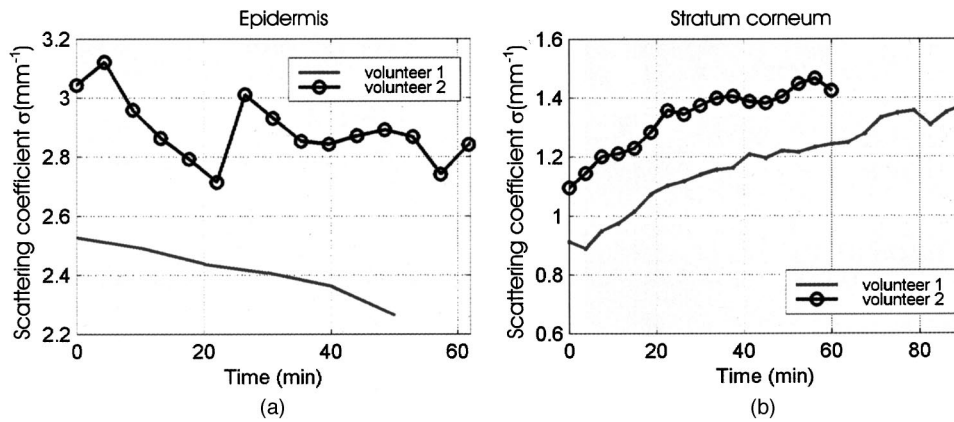 Epidermis
Scattering coefficient σ(mm⁻¹)
3.2
3
2.8
2.6
2.4
2.2
volunteer 1
volunteer 2
0
20
40
60
Time (min)
(a)
Stratum corneum
Scattering coefficient σ(mm⁻¹)
1.6
1.4
1.2
1
0.8
0.6
volunteer 1
volunteer 2
0
20
40
60
80
Time (min)
(b)